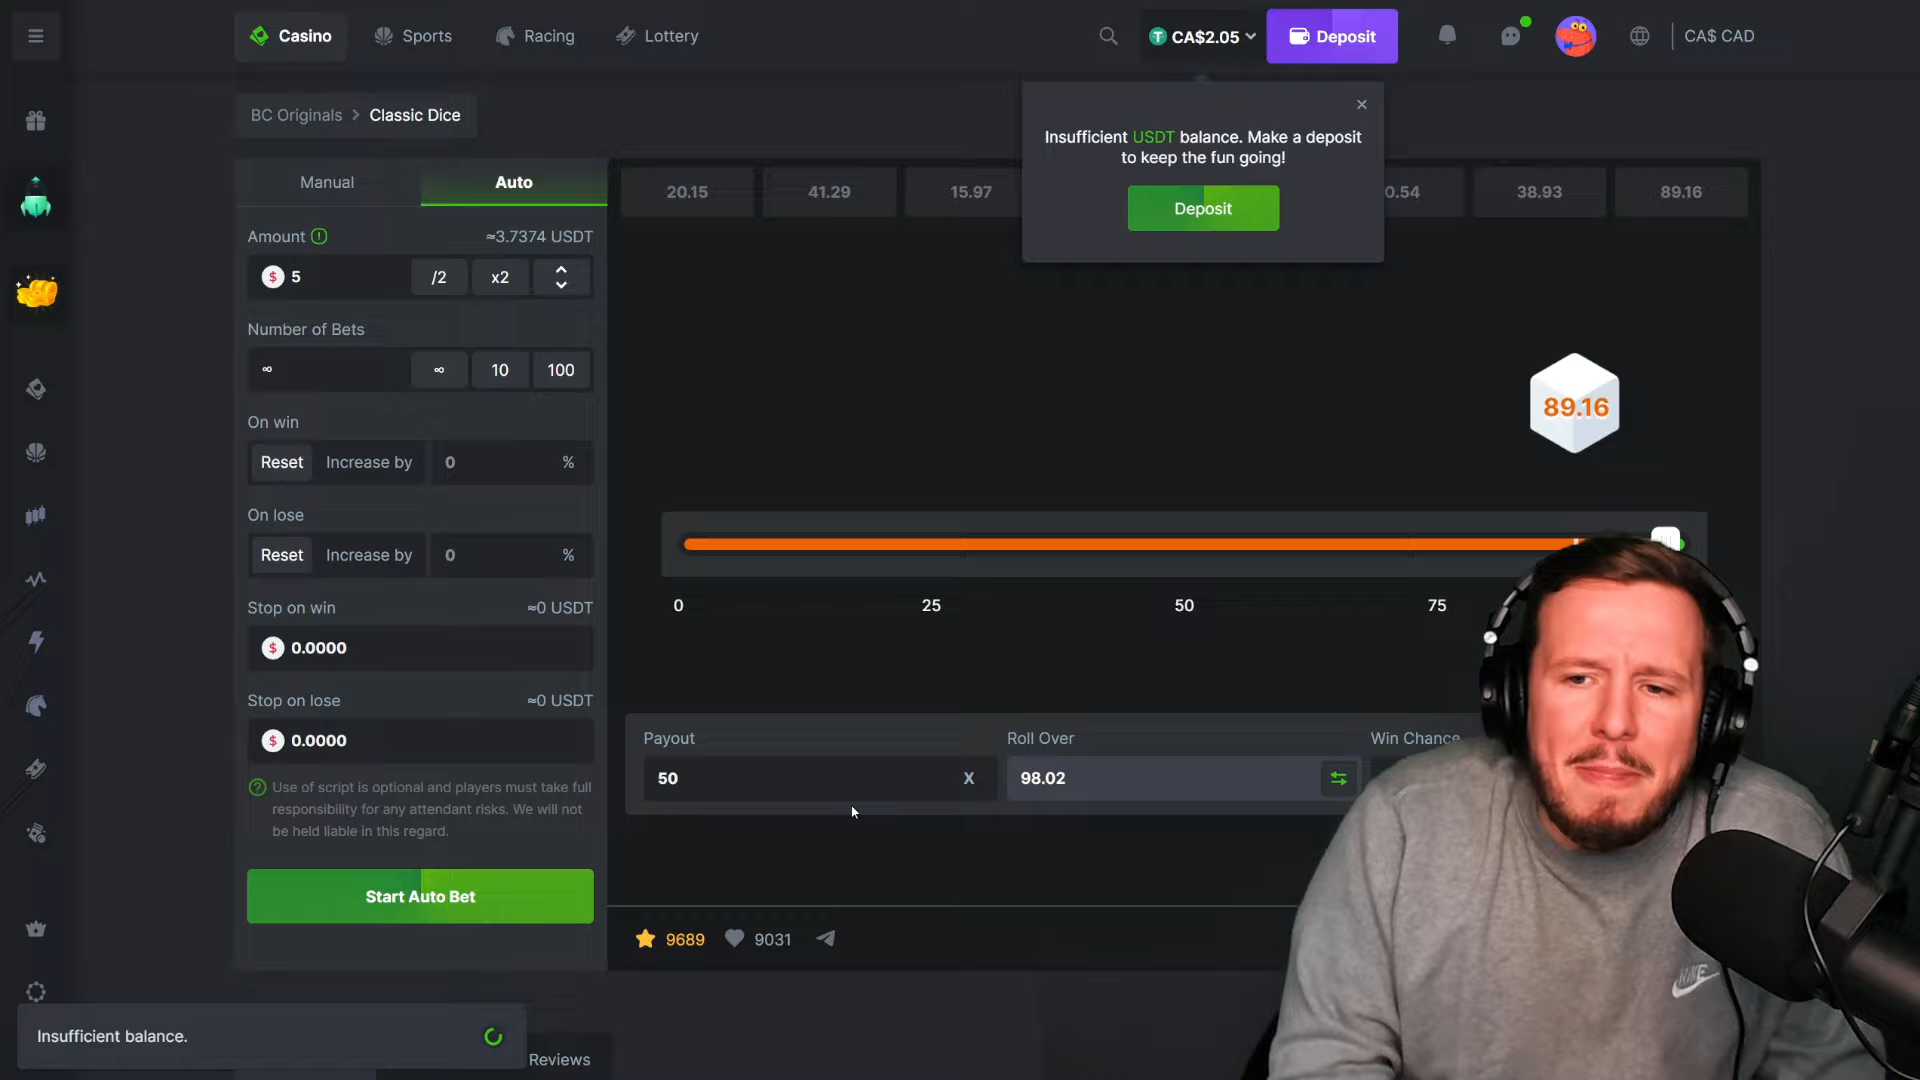 Casino
Sports
Racing
Lottery
CA$2.05
Deposit
CA$ CAD
BC Originals > Classic Dice
Insufficient USDT balance. Make a deposit
to keep the fun going!
Deposit
Manual
Auto
20.15
41.29
15.97
0.54
38.93
89.16
Amount
≈3.7374 USDT
$ 5
/2
x2
Number of Bets
∞
∞
10
100
89.16
On win
Reset
Increase by
0
%
On lose
Reset
Increase by
0
%
0
25
50
75
Stop on win
≈0 USDT
$ 0.0000
Stop on lose
≈0 USDT
$ 0.0000
Payout
Roll Over
Win Chance
50
X
98.02
Use of script is optional and players must take full
responsibility for any attendant risks. We will not
be held liable in this regard.
Start Auto Bet
9689
9031
NIKE
Insufficient balance.
Reviews